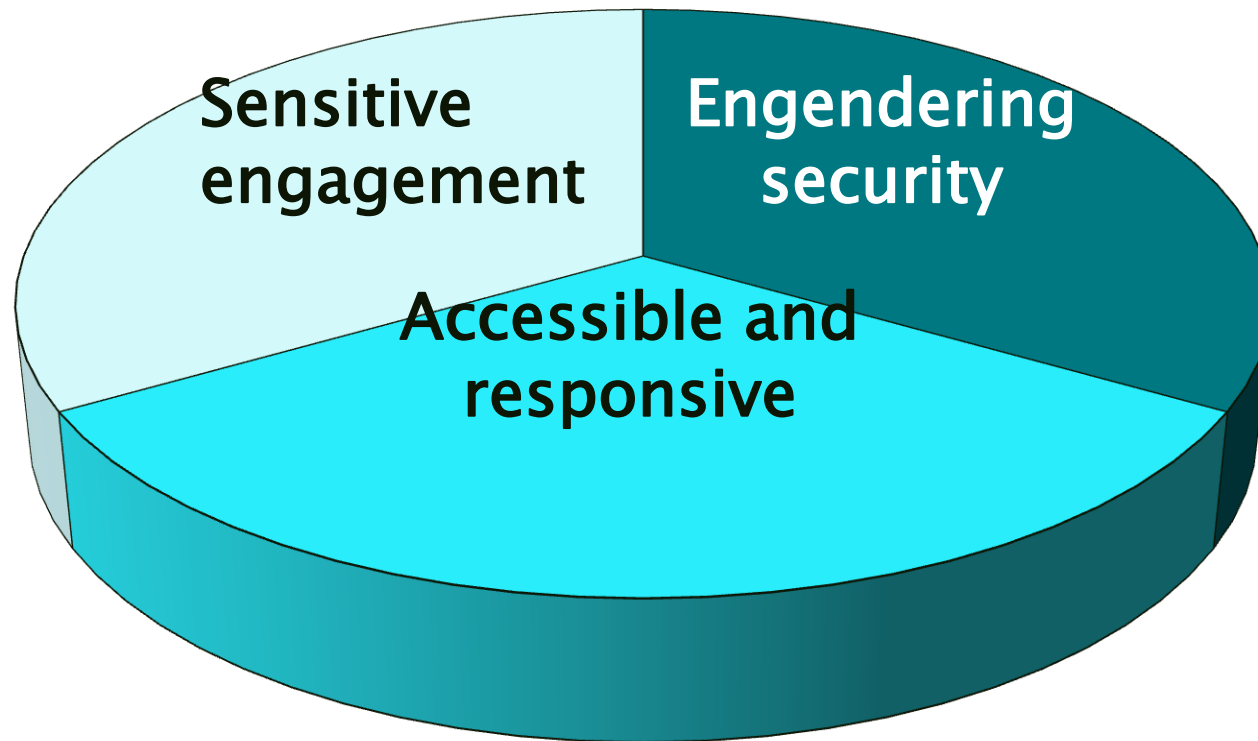 Sensitive
engagement
Engendering
security
Accessible and
responsive